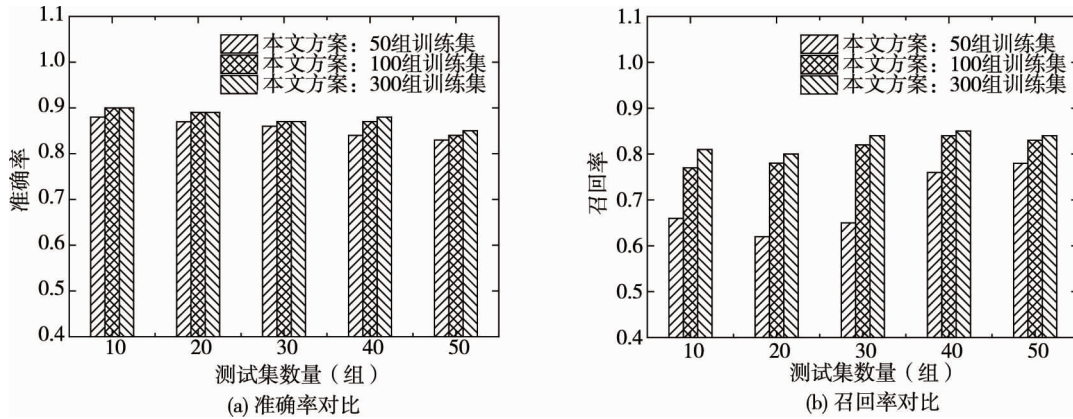 1.1
1.0
0.9
0.8
0.7
0.6
0.5
0.4
准确率
本文方案：50组训练集
本文方案：100组训练集
本文方案：300组训练集
10 20 30 40 50
测试集数量（组）
(a) 准确率对比
1.1
1.0
0.9
0.8
0.7
0.6
0.5
0.4
召回率
本文方案：50组训练集
本文方案：100组训练集
本文方案：300组训练集
10 20 30 40 50
测试集数量（组）
(b) 召回率对比